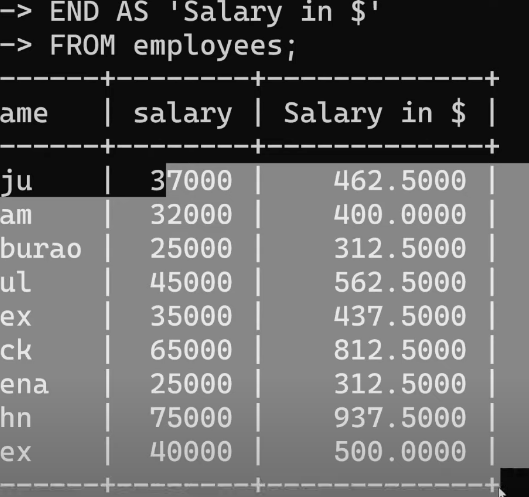 -> END AS 'Salary in $'
-> FROM employees;
------+--------+-------------+
ame | salary | Salary in $ |
------+--------+-------------+
ju | 37000 | 462.5000 |
am | 32000 | 400.0000 |
burao | 25000 | 312.5000 |
ul | 45000 | 562.5000 |
ex | 35000 | 437.5000 |
ck | 65000 | 812.5000 |
ena | 25000 | 312.5000 |
hn | 75000 | 937.5000 |
ex | 40000 | 500.0000 |
------+--------+-------------+